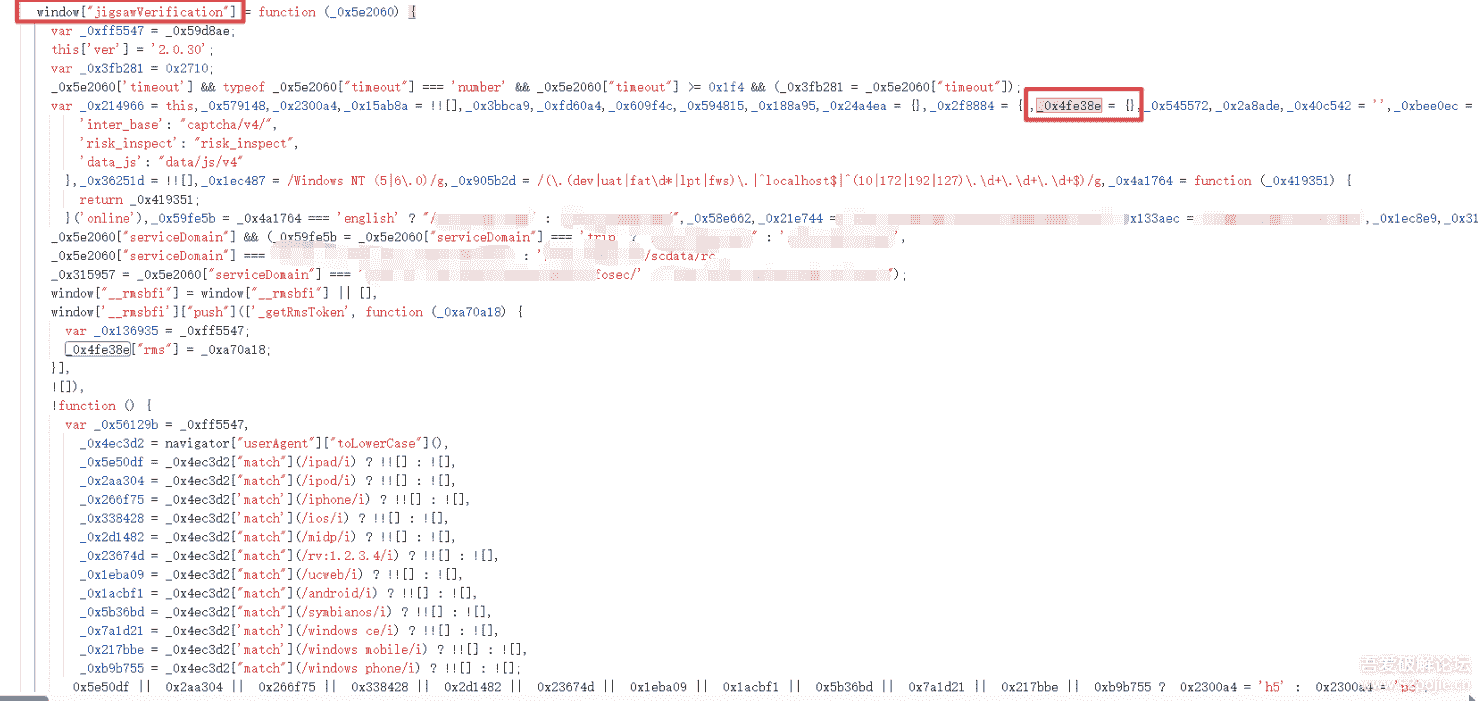 window["jigsawVerification"] = function (_0x5e2060) {
var _0xff5547 = _0x59d8ae;
this['ver'] = '2.0.30';
var _0x3fb281 = 0x2710;
_0x5e2060['timeout'] && typeof _0x5e2060["timeout"] === 'number' && _0x5e2060["timeout"] >= 0x1f4 && (_0x3fb281 = _0x5e2060["timeout"]);
var _0x214966 = this,_0x579148,_0x2300a4,_0x15ab8a = !![],_0x3bbca9,_0xfd60a4,_0x609f4c,_0x594815,_0x188a95,_0x24a4ea = {},_0x2f8884 = {},_0x4fe38e = {},_0x545572,_0x2a8ade,_0x40c542 = '',_0xbee0ec =
'inter_base': "captcha/v4/",
'risk_inspect': "risk_inspect",
'data_js': "data/js/v4"
},_0x36251d = !![],_0x1ec487 = /Windows NT (5|6\.0)/g,_0x905b2d = /(\.(dev|uat|fat\d*|lpt|fws)\.|^localhost$|^(10|172|192|127)\.\d+\.\d+\.\d+$)/g,_0x4a1764 = function (_0x419351) {
return _0x419351;
}('online'),_0x59fe5b = _0x4a1764 === 'english' ? "/ ' : ",_0x58e662,_0x21e744 = 0x133aec = ,_0x1ec8e9,_0x31
_0x5e2060["serviceDomain"] && (_0x59fe5b = _0x5e2060["serviceDomain"] === 'trip ? " : ' ',
_0x5e2060["serviceDomain"] === : ' /scdata/rc
_0x315957 = _0x5e2060["serviceDomain"] === ' fosec/' ");
window["__rmsbfi"] = window["__rmsbfi"] || [],
window['__rmsbfi']["push"](['_getRmsToken', function (_0xa70a18) {
var _0x136935 = _0xff5547;
_0x4fe38e["rms"] = _0xa70a18;
}],
![]),
!function () {
var _0x56129b = _0xff5547,
_0x4ec3d2 = navigator["userAgent"]["toLowerCase"](),
_0x5e50df = _0x4ec3d2["match"](/ipad/i) ? !![] : ![],
_0x2aa304 = _0x4ec3d2["match"](/ipod/i) ? !![] : ![],
_0x266f75 = _0x4ec3d2['match'](/iphone/i) ? !![] : ![],
_0x338428 = _0x4ec3d2['match'](/ios/i) ? !![] : ![],
_0x2d1482 = _0x4ec3d2["match"](/midp/i) ? !![] : ![],
_0x23674d = _0x4ec3d2["match"](/rv:1.2.3.4/i) ? !![] : ![],
_0x1eba09 = _0x4ec3d2["match"](/ucweb/i) ? !![] : ![],
_0x1acbf1 = _0x4ec3d2["match"](/android/i) ? !![] : ![],
_0x5b36bd = _0x4ec3d2["match"](/symbianos/i) ? !![] : ![],
_0x7a1d21 = _0x4ec3d2['match'](/windows ce/i) ? !![] : ![],
_0x217bbe = _0x4ec3d2['match'](/windows mobile/i) ? !![] : ![],
_0xb9b755 = _0x4ec3d2["match"](/windows phone/i) ? !![] : ![];
0x5e50df || 0x2aa304 || 0x266f75 || 0x338428 || 0x2d1482 || 0x23674d || 0x1eba09 || 0x1acbf1 || 0x5b36bd || 0x7a1d21 || 0x217bbe || 0xb9b755 ? 0x2300a4 = 'h5' : 0x2300a4 =
吾爱破解论坛